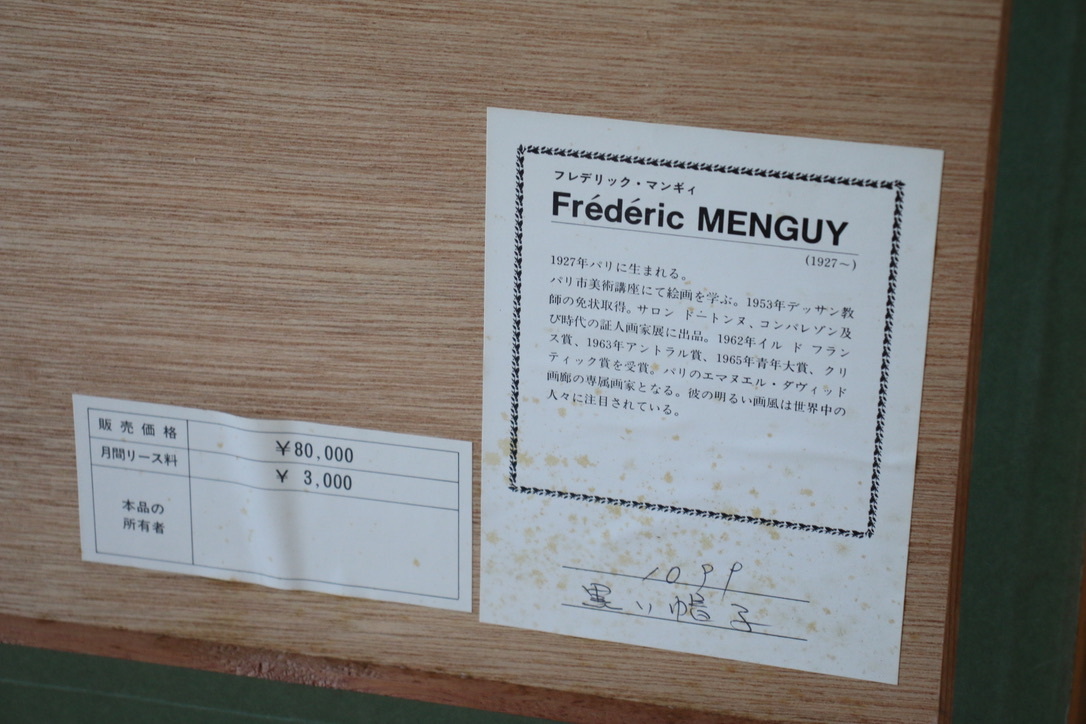 フレデリック・マンギィ
Frédéric MENGUY
(1927〜)
1927年パリに生まれる。
パリ市美術講座にて絵画を学ぶ。1953年デッサン教
師の免状取得。サロン ドートンヌ、コンパレゾン及
び時代の証人画家展に出品。1962年イル ド フラン
ス賞、1963年アントラル賞、1965年青年大賞、クリ
ティック賞を受賞。パリのエマヌエル・ダヴィッド
画廊の専属画家となる。彼の明るい画風は世界中の
人々に注目されている。
1099
黒い帽子
販売価格 ¥80,000
月間リース料 ¥ 3,000
本品の
所有者